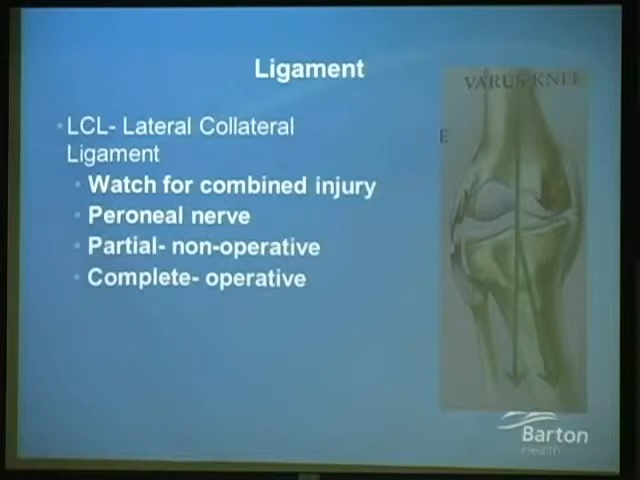 Ligament
LCL- Lateral Collateral
Ligament
Watch for combined injury
Peroneal nerve
Partial- non-operative
Complete- operative
VARUS KNEE
E
Barton
Health